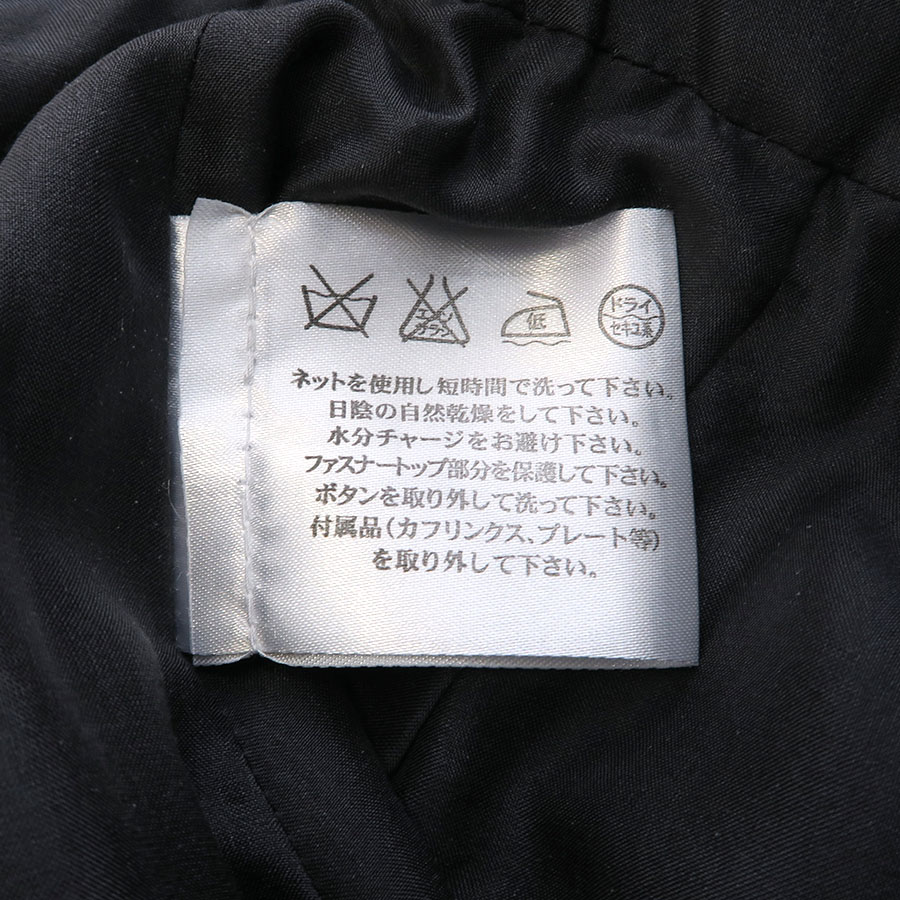 エンソ
サラシ
低
ドライ
セキユ系
ネットを使用し短時間で洗って下さい。
日陰の自然乾燥をして下さい。
水分チャージをお避け下さい。
ファスナートップ部分を保護して下さい。
ボタンを取り外して洗って下さい。
付属品(カフリンクス、プレート等)
を取り外して下さい。